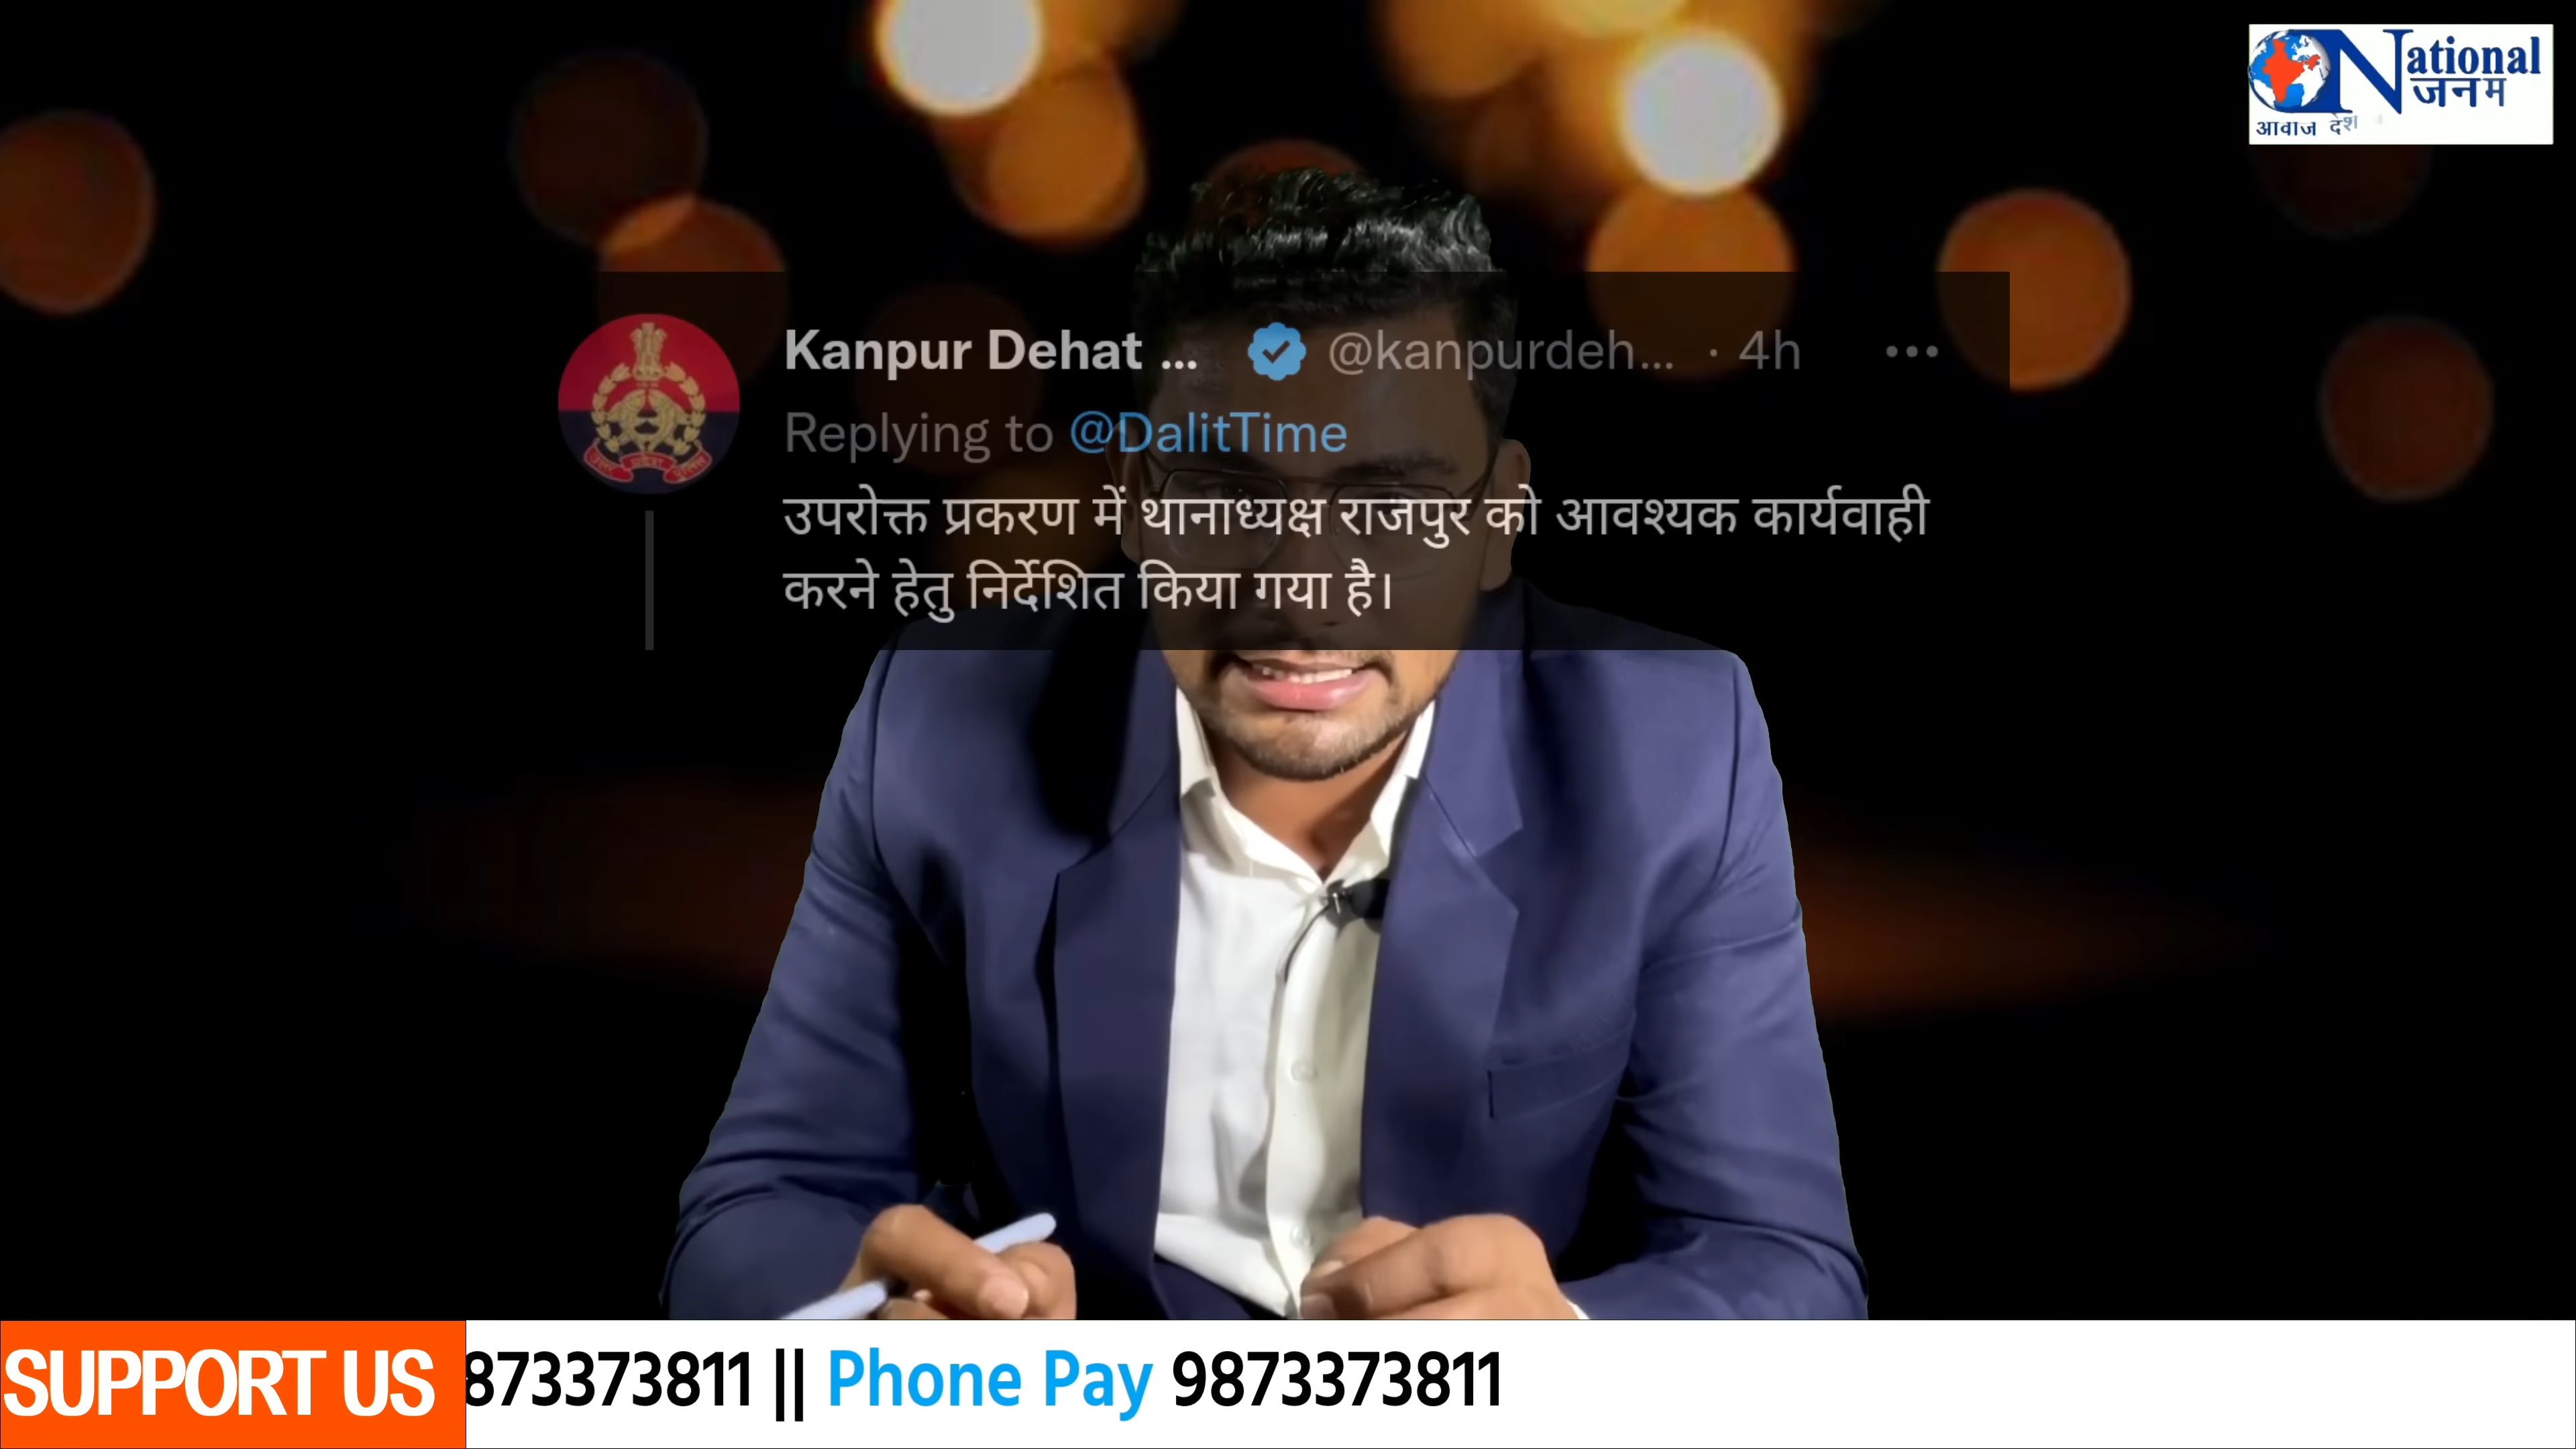 National
जनम
आवाज देश
Kanpur Dehat ... @kanpurdeh... · 4h
Replying to @DalitTime
उपरोक्त प्रकरण में थानाध्यक्ष राजपुर को आवश्यक कार्यवाही
करने हेतु निर्देशित किया गया है।
SUPPORT US 873373811 || Phone Pay 9873373811